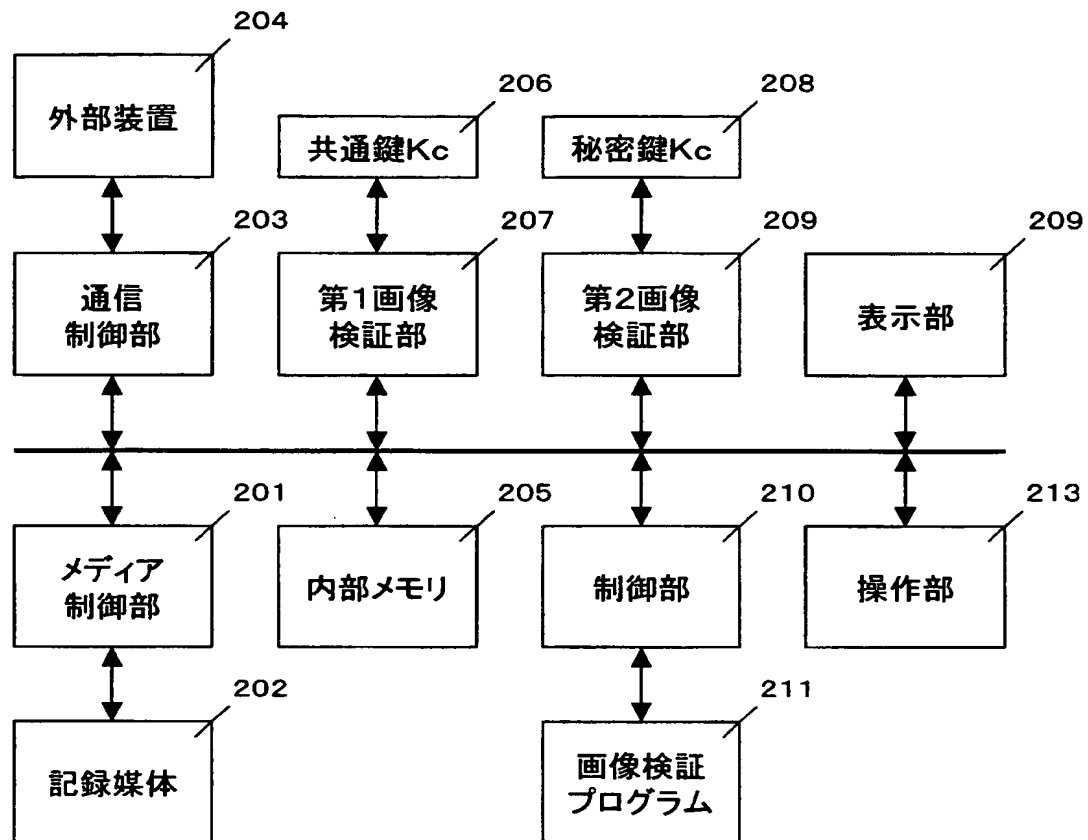 204
外部装置
206
共通鍵Kc
208
秘密鍵Kc
203
通信
制御部
207
第1画像
検証部
209
第2画像
検証部
209
表示部
201
メディア
制御部
205
内部メモリ
210
制御部
213
操作部
202
記録媒体
211
画像検証
プログラム